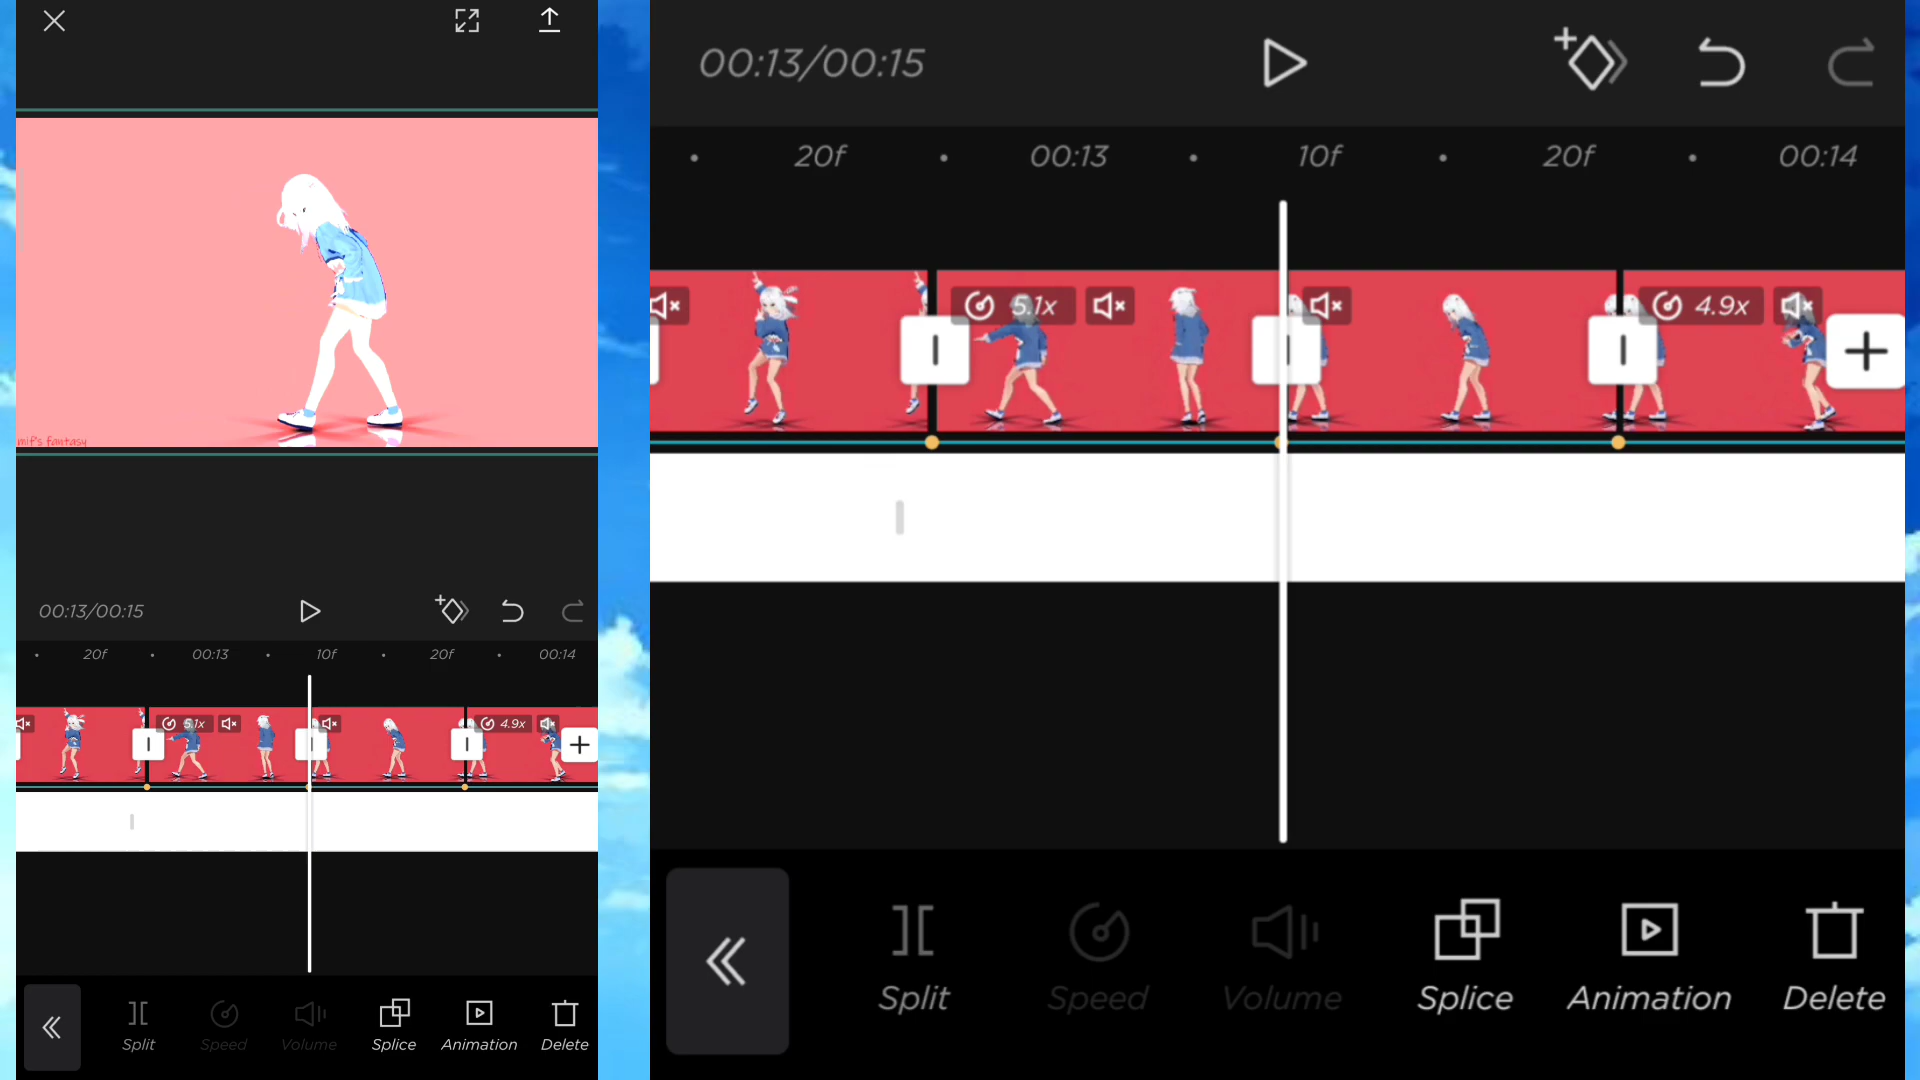 mlf's fantasy
00:13/00:15
20f 00:13 10f 20f 00:14
5.1x 4.9x
Split Speed Volume Splice Animation Delete
00:13/00:15
20f 00:13 10f 20f 00:14
5.1x 4.9x
Split Speed Volume Splice Animation Delete